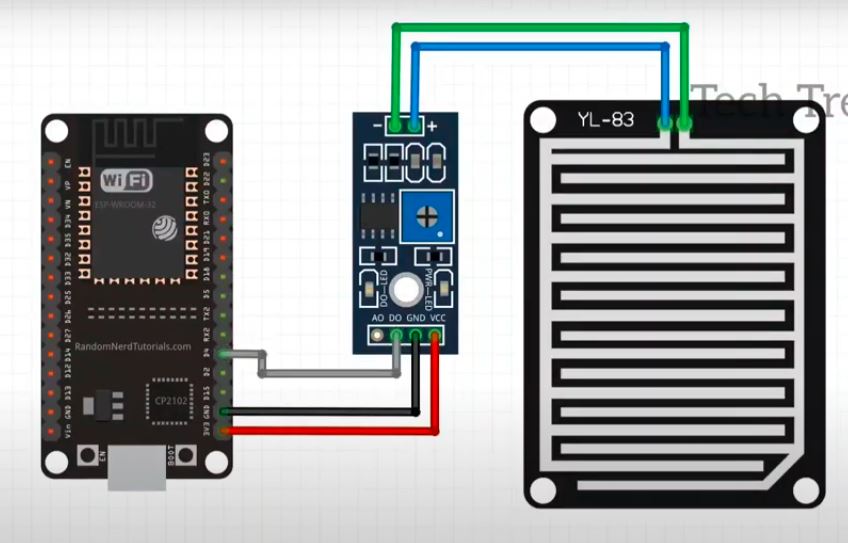 Tech Tre
YL-83
- +
WiFi
ESP-WROOM-32
EN
VP
VN
D34
D35
D32
D33
D25
D26
D27
D14
D12
D13
GND
Vin
D23
D22
TX0
RX0
D21
D19
D18
D5
TX2
RX2
D4
D2
D15
GND
3V3
RandomNerdTutorials.com
CP2102
EN
BOOT
DO-LED
PWR-LED
AO DO GND VCC